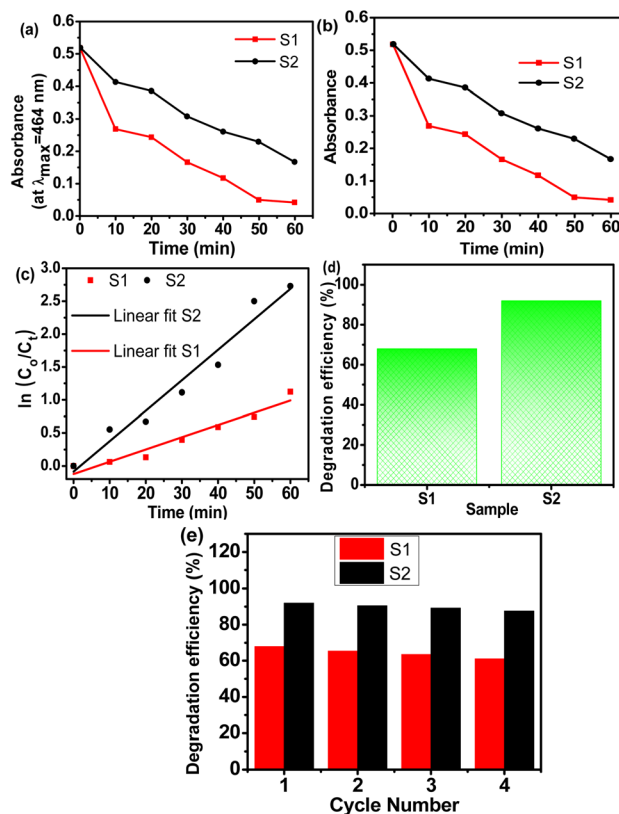 (a)
S1
S2
Absorbance
(at λmax=464 nm)
0.6
0.5
0.4
0.3
0.2
0.1
0.0
0 10 20 30 40 50 60
Time (min)
(b)
S1
S2
Absorbance
0.6
0.5
0.4
0.3
0.2
0.1
0.0
0 10 20 30 40 50 60
Time (min)
(c)
S1 S2
Linear fit S2
Linear fit S1
ln (Co/Ct)
3.0
2.5
2.0
1.5
1.0
0.5
0.0
0 10 20 30 40 50 60
Time (min)
(d)
Degradation efficiency (%)
100
80
60
40
20
0
S1 S2
Sample
(e)
S1
S2
Degradation efficiency (%)
120
100
80
60
40
20
0
1 2 3 4
Cycle Number